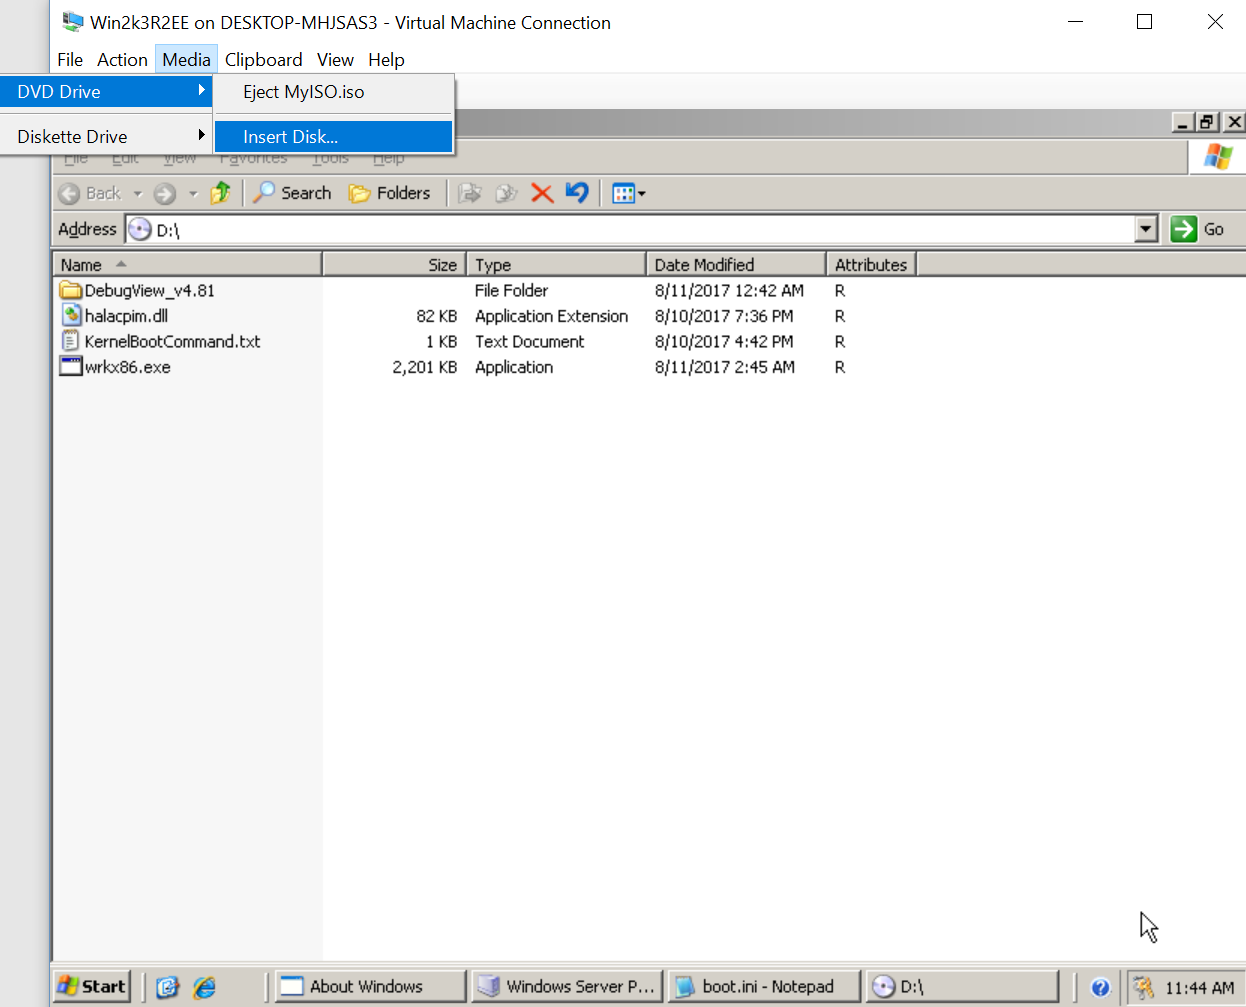 Win2k3R2EE on DESKTOP-MHJSAS3 - Virtual Machine Connection
File Action Media Clipboard View Help
DVD Drive
Eject MyISO.iso
Diskette Drive
Insert Disk...
File Edit View Favorites Tools Help
Back Search Folders
Address D:\ Go
Name Size Type Date Modified Attributes
DebugView_v4.81 File Folder 8/11/2017 12:42 AM R
halacpim.dll 82 KB Application Extension 8/10/2017 7:36 PM R
KernelBootCommand.txt 1 KB Text Document 8/10/2017 4:42 PM R
wrkx86.exe 2,201 KB Application 8/11/2017 2:45 AM R
Start About Windows Windows Server P... boot.ini - Notepad D:\ 11:44 AM